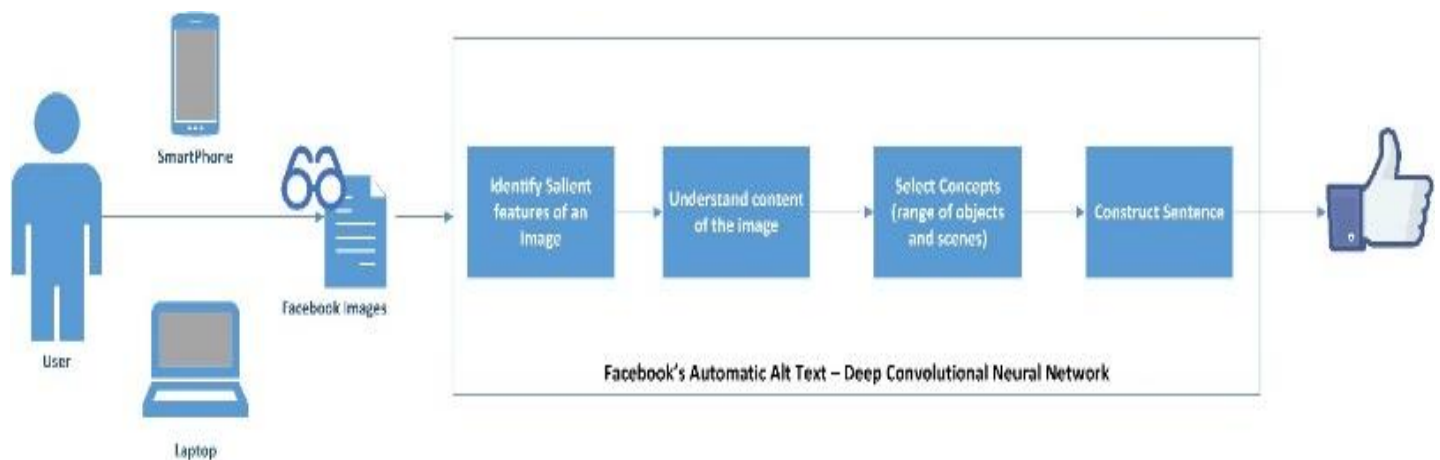 SmartPhone
User
Laptop
Facebook Images
Identify Salient
features of an
Image
Understand content
of the image
Select Concepts
(range of objects
and scenes)
Construct Sentence
Facebook's Automatic Alt Text – Deep Convolutional Neural Network